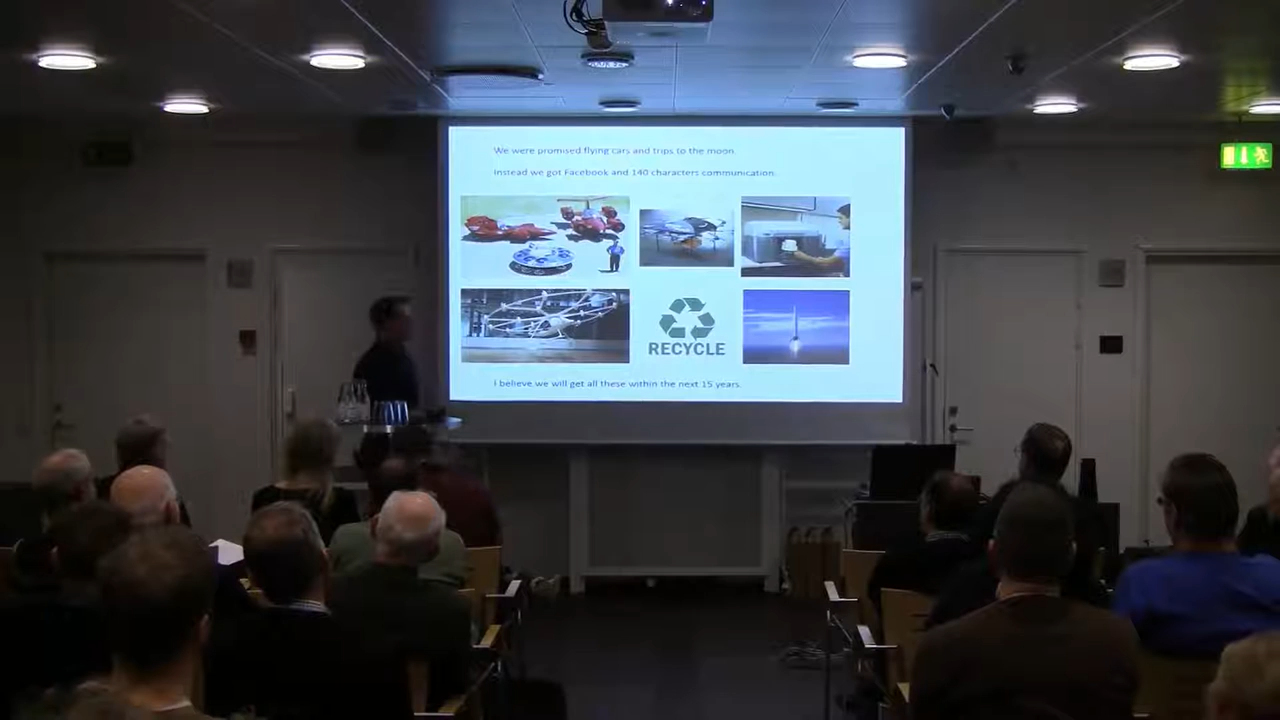 We were promised flying cars and trips to the moon.
Instead we got Facebook and 140 characters communication.
RECYCLE
I believe we will get all these within the next 15 years.